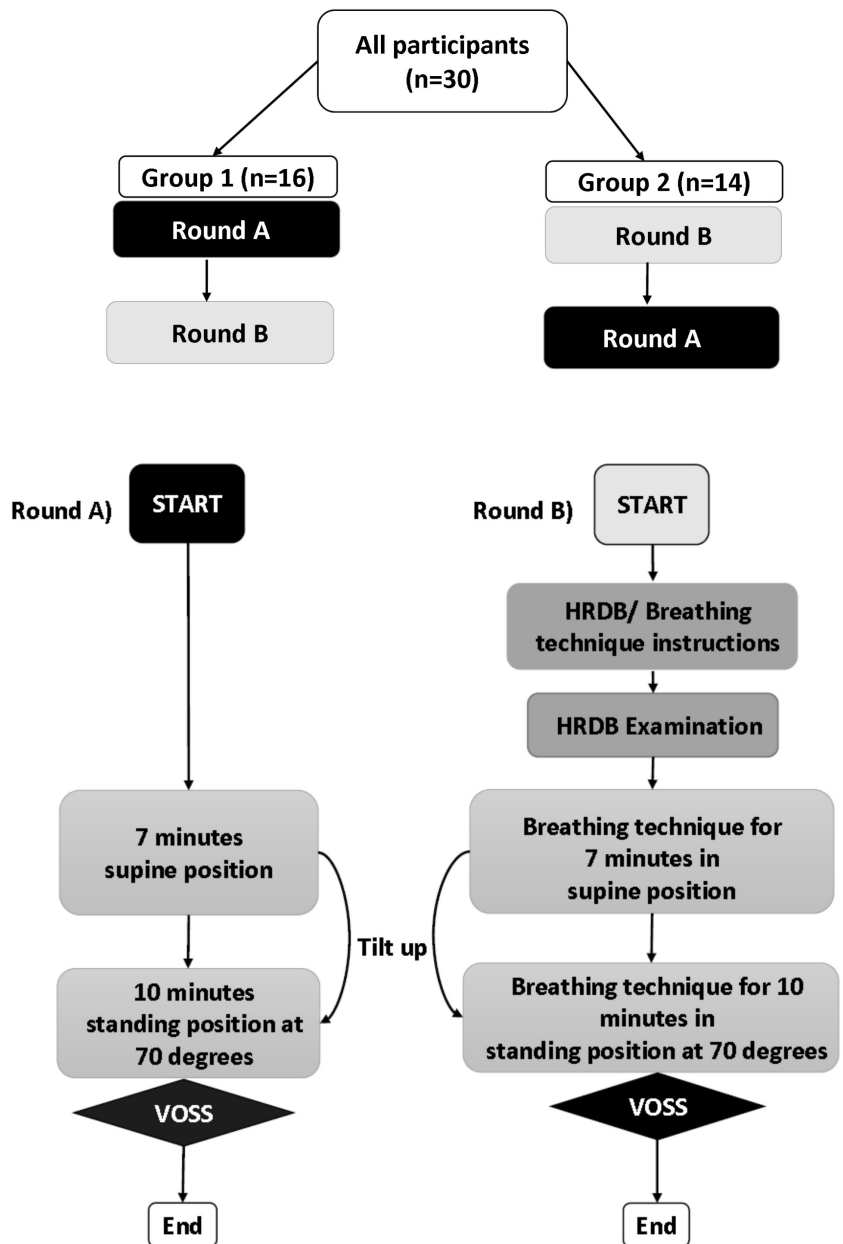 All participants
(n=30)
Group 1 (n=16)
Round A
Round B
Group 2 (n=14)
Round B
Round A
Round A)
START
7 minutes
supine position
10 minutes
standing position at
70 degrees
VOSS
End
Tilt up
Round B)
START
HRDB/ Breathing
technique instructions
HRDB Examination
Breathing technique for
7 minutes in
supine position
Breathing technique for 10
minutes in
standing position at 70 degrees
VOSS
End